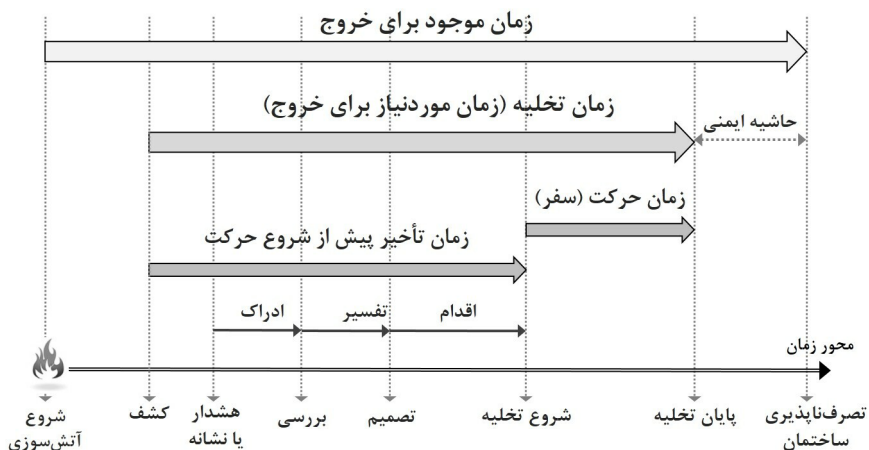 زمان موجود برای خروج
زمان تخلیه (زمان موردنیاز برای خروج)
حاشیه ایمنی
زمان حرکت (سفر)
زمان تأخیر پیش از شروع حرکت
ادراک
تفسیر
اقدام
محور زمان
شروع
آتش‌سوزی
کشف
هشدار
یا نشانه
بررسی
تصمیم
شروع تخلیه
پایان تخلیه
تصرف‌ناپذیری
ساختمان